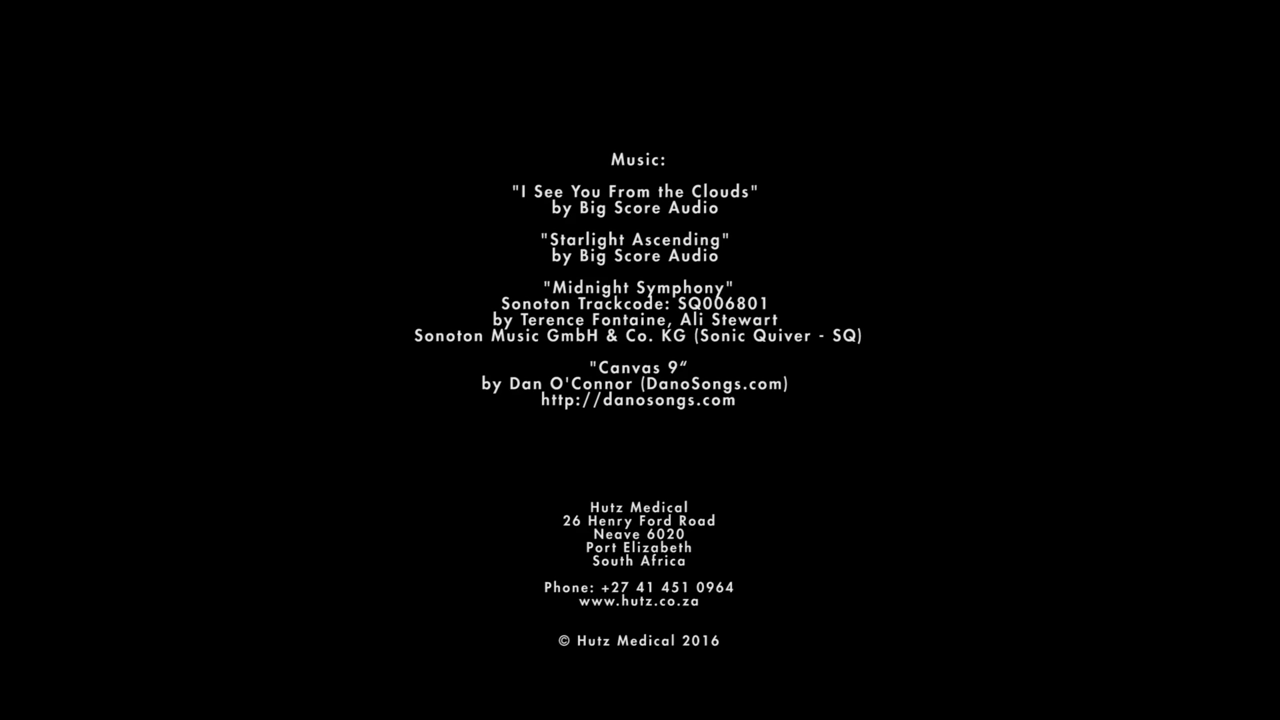 Music:
"I See You From the Clouds"
by Big Score Audio
"Starlight Ascending"
by Big Score Audio
"Midnight Symphony"
Sonoton Trackcode: SQ006801
by Terence Fontaine, Ali Stewart
Sonoton Music GmbH & Co. KG (Sonic Quiver - SQ)
"Canvas 9“
by Dan O'Connor (DanoSongs.com)
http://danosongs.com
Hutz Medical
26 Henry Ford Road
Neave 6020
Port Elizabeth
South Africa
Phone: +27 41 451 0964
www.hutz.co.za
© Hutz Medical 2016